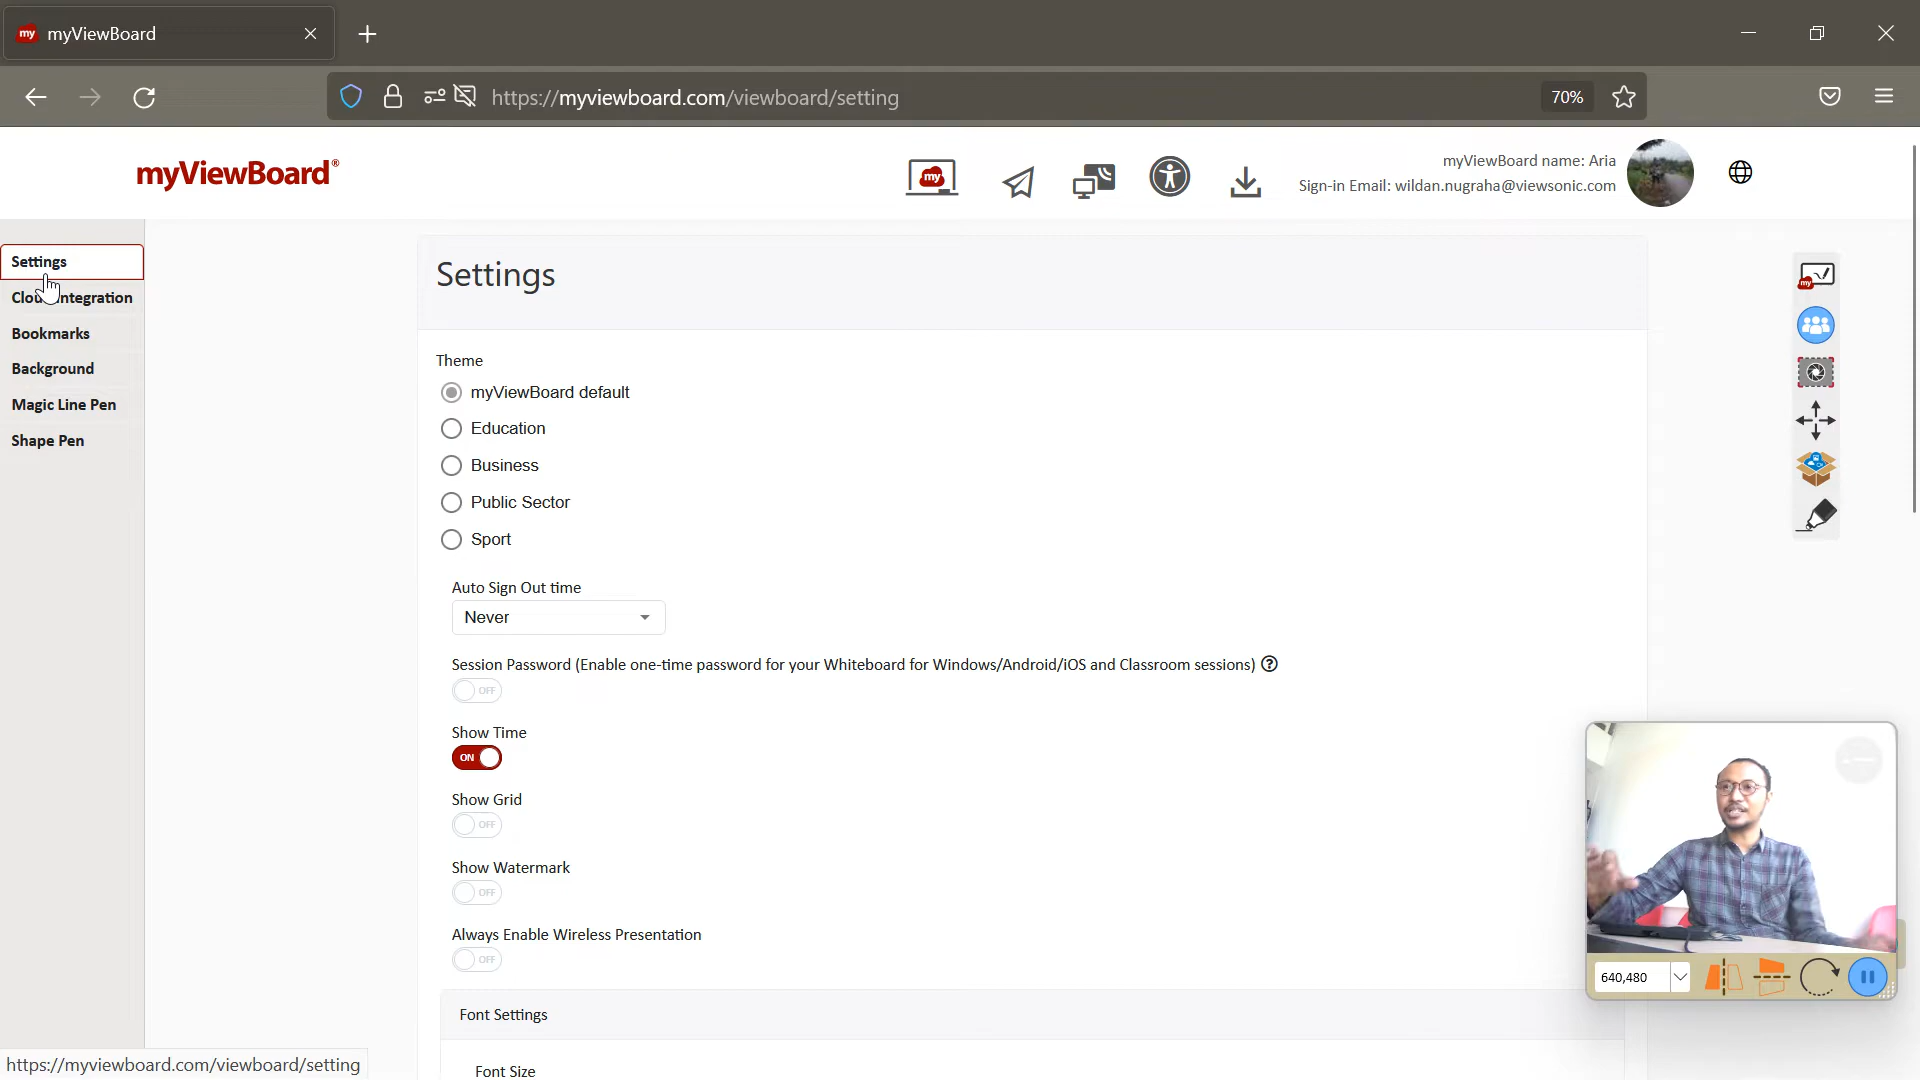 my myViewBoard
https://myviewboard.com/viewboard/setting
70%
myViewBoard®
my
myViewBoard name: Aria
Sign-in Email: wildan.nugraha@viewsonic.com
Settings
Cloud Integration
Bookmarks
Background
Magic Line Pen
Shape Pen
Settings
my
Theme
myViewBoard default
Education
Business
Public Sector
Sport
Auto Sign Out time
Never
Session Password (Enable one-time password for your Whiteboard for Windows/Android/iOS and Classroom sessions) ?
OFF
Show Time
ON
Show Grid
OFF
Show Watermark
OFF
Always Enable Wireless Presentation
OFF
640,480
Font Settings
Font Size
https://myviewboard.com/viewboard/setting